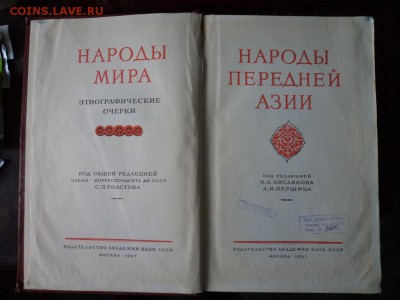 COINS.LAVE.RU
НАРОДЫ
МИРА
ЭТНОГРАФИЧЕСКИЕ
ОЧЕРКИ
ПОД ОБЩЕЙ РЕДАКЦИЕЙ
ЧЛЕНА-КОРРЕСПОНДЕНТА АН СССР
С.П.ТОЛСТОВА
ИЗДАТЕЛЬСТВО АКАДЕМИИ НАУК СССР
МОСКВА · 1957
НАРОДЫ
ПЕРЕДНЕЙ
АЗИИ
ПОД РЕДАКЦИЕЙ
Н.А.КИСЛЯКОВА
А.И.ПЕРШИЦА
ИЗДАТЕЛЬСТВО АКАДЕМИИ НАУК СССР
МОСКВА · 1957